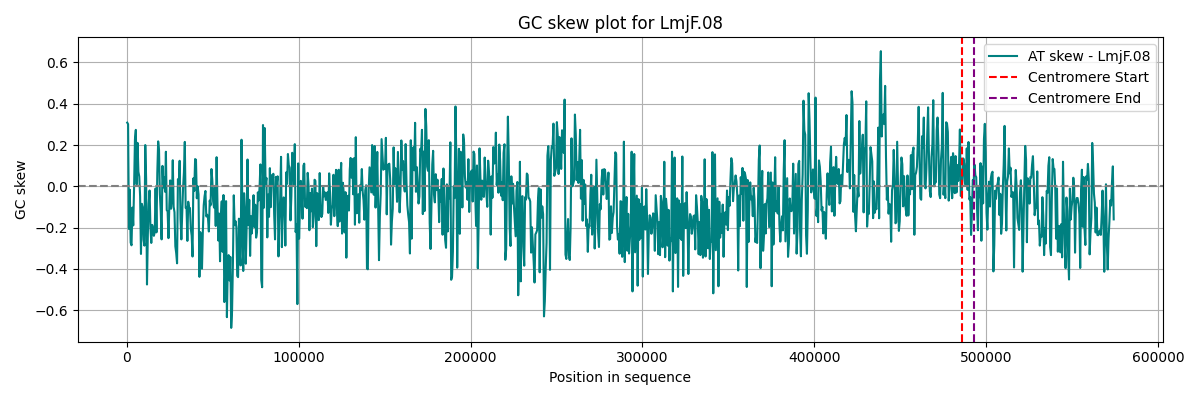 GC skew plot for LmjF.08
GC skew
0.6
0.4
0.2
0.0
−0.2
−0.4
−0.6
AT skew - LmjF.08
Centromere Start
Centromere End
0
100000
200000
300000
400000
500000
600000
Position in sequence